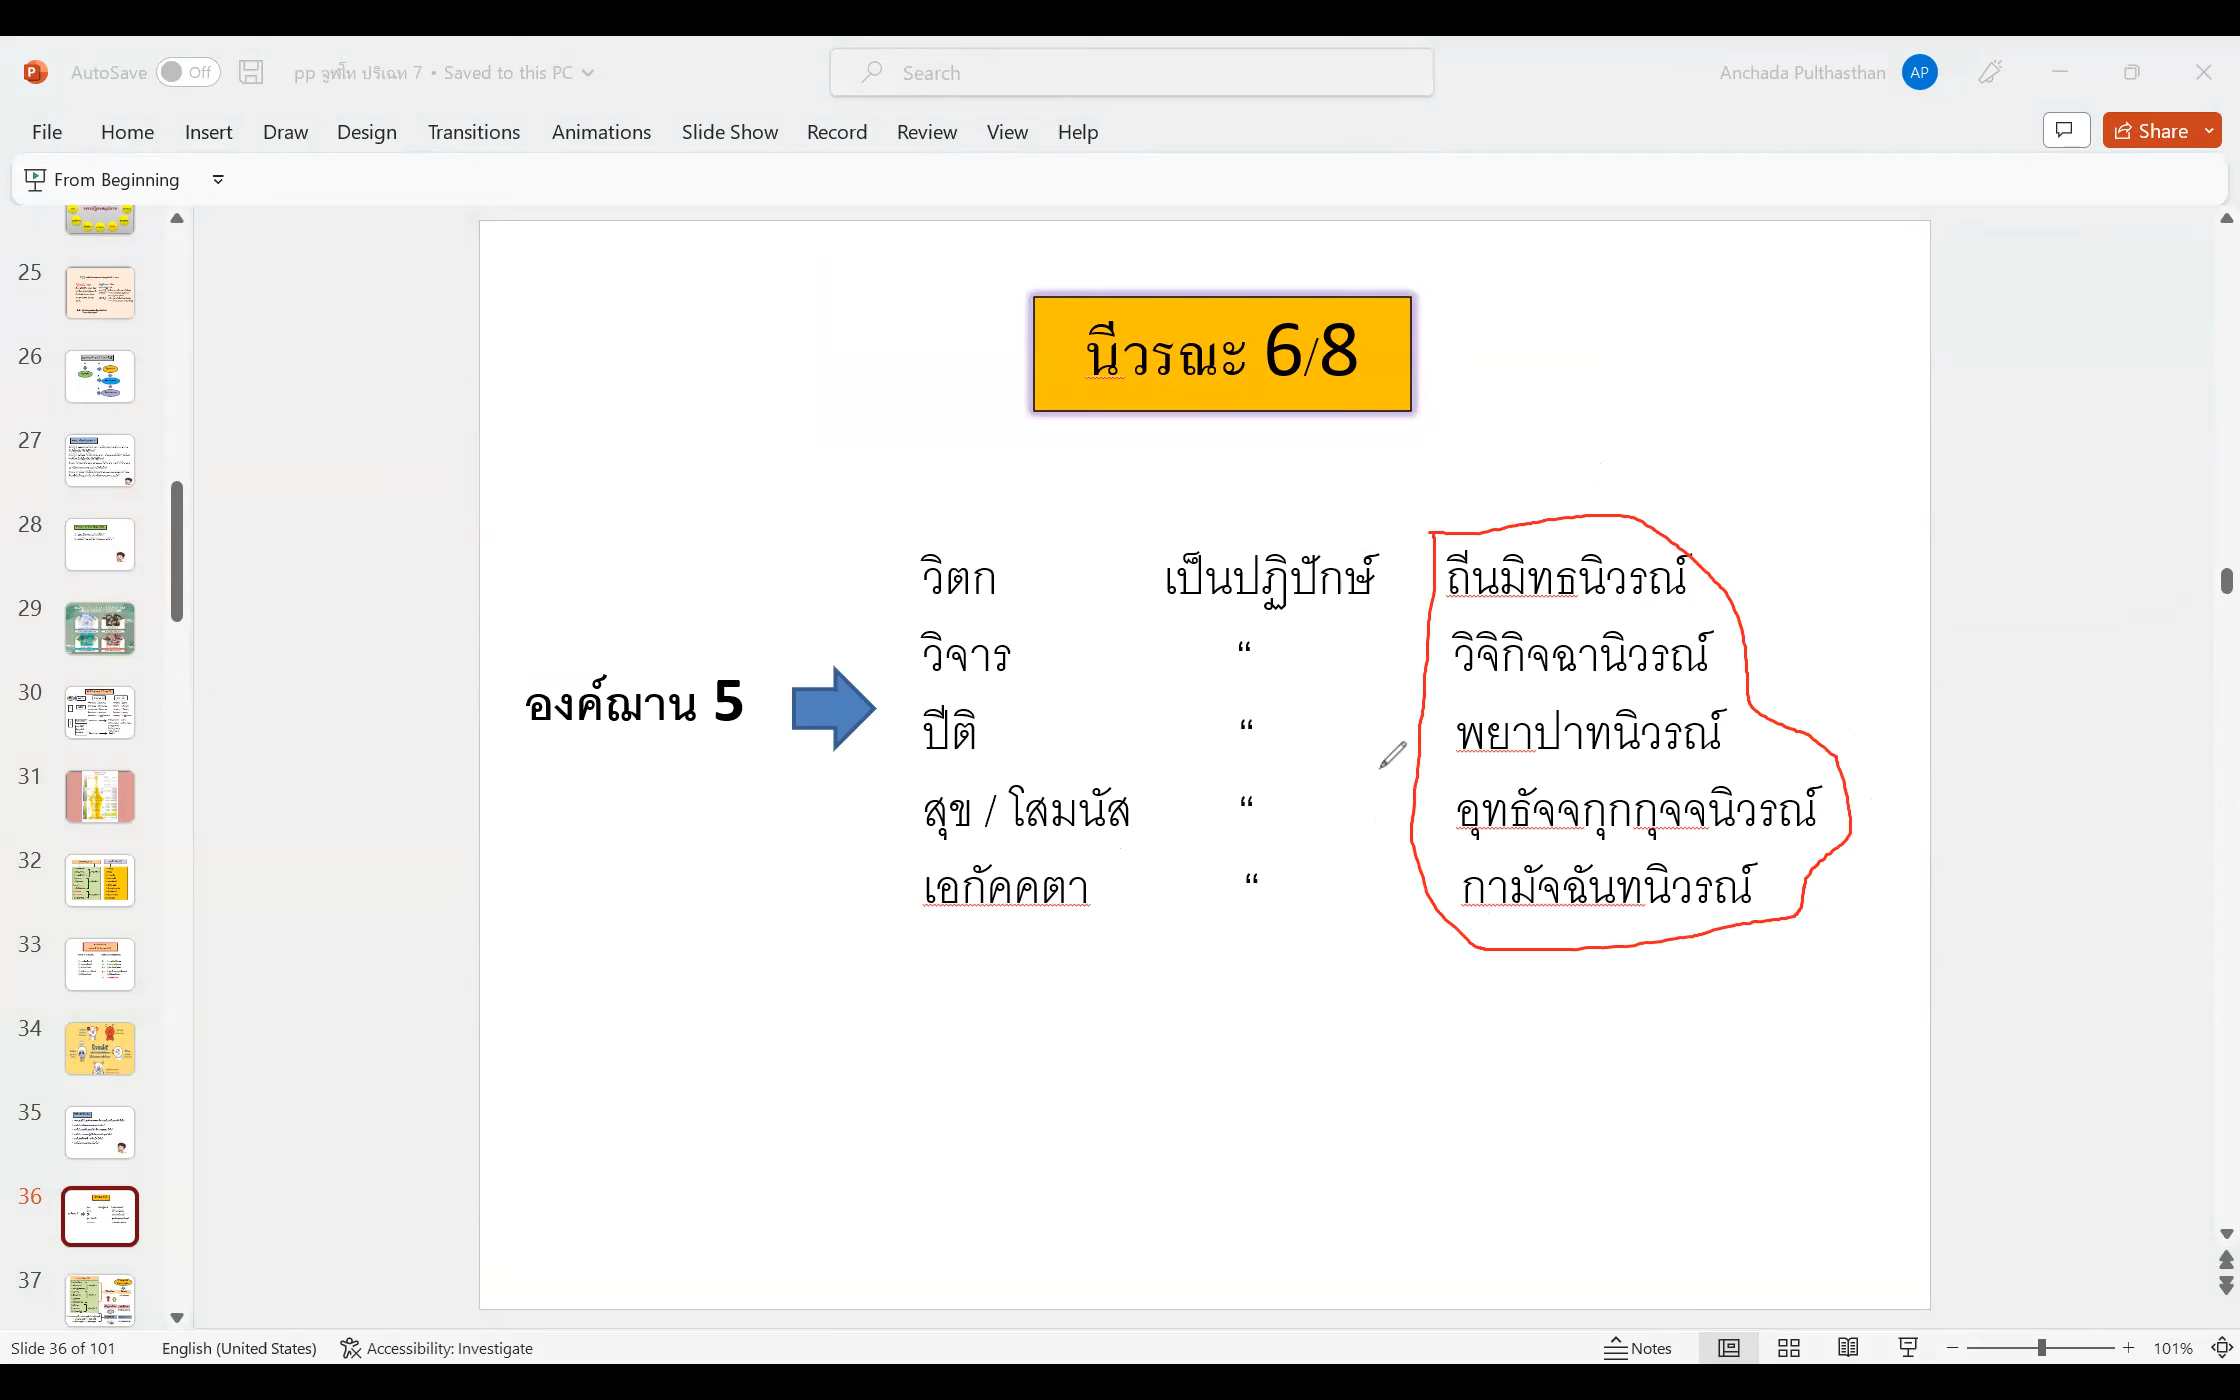 AutoSave Off pp จูฬโท ปริเฉท 7 • Saved to this PC Search Anchada Pulthasthan AP
File Home Insert Draw Design Transitions Animations Slide Show Record Review View Help Share
From Beginning
25
26
27
28
29
30
31
32
33
34
35
36
37
นีวรณะ 6/8
องค์ฌาน 5
วิตก เป็นปฏิปักษ์ ถีนมิทธนิวรณ์
วิจาร “ วิจิกิจฉานิวรณ์
ปีติ “ พยาปาทนิวรณ์
สุข / โสมนัส “ อุทธัจจกุกกุจจนิวรณ์
เอกัคคตา “ กามัจฉันทนิวรณ์
Slide 36 of 101 English (United States) Accessibility: Investigate Notes 101%